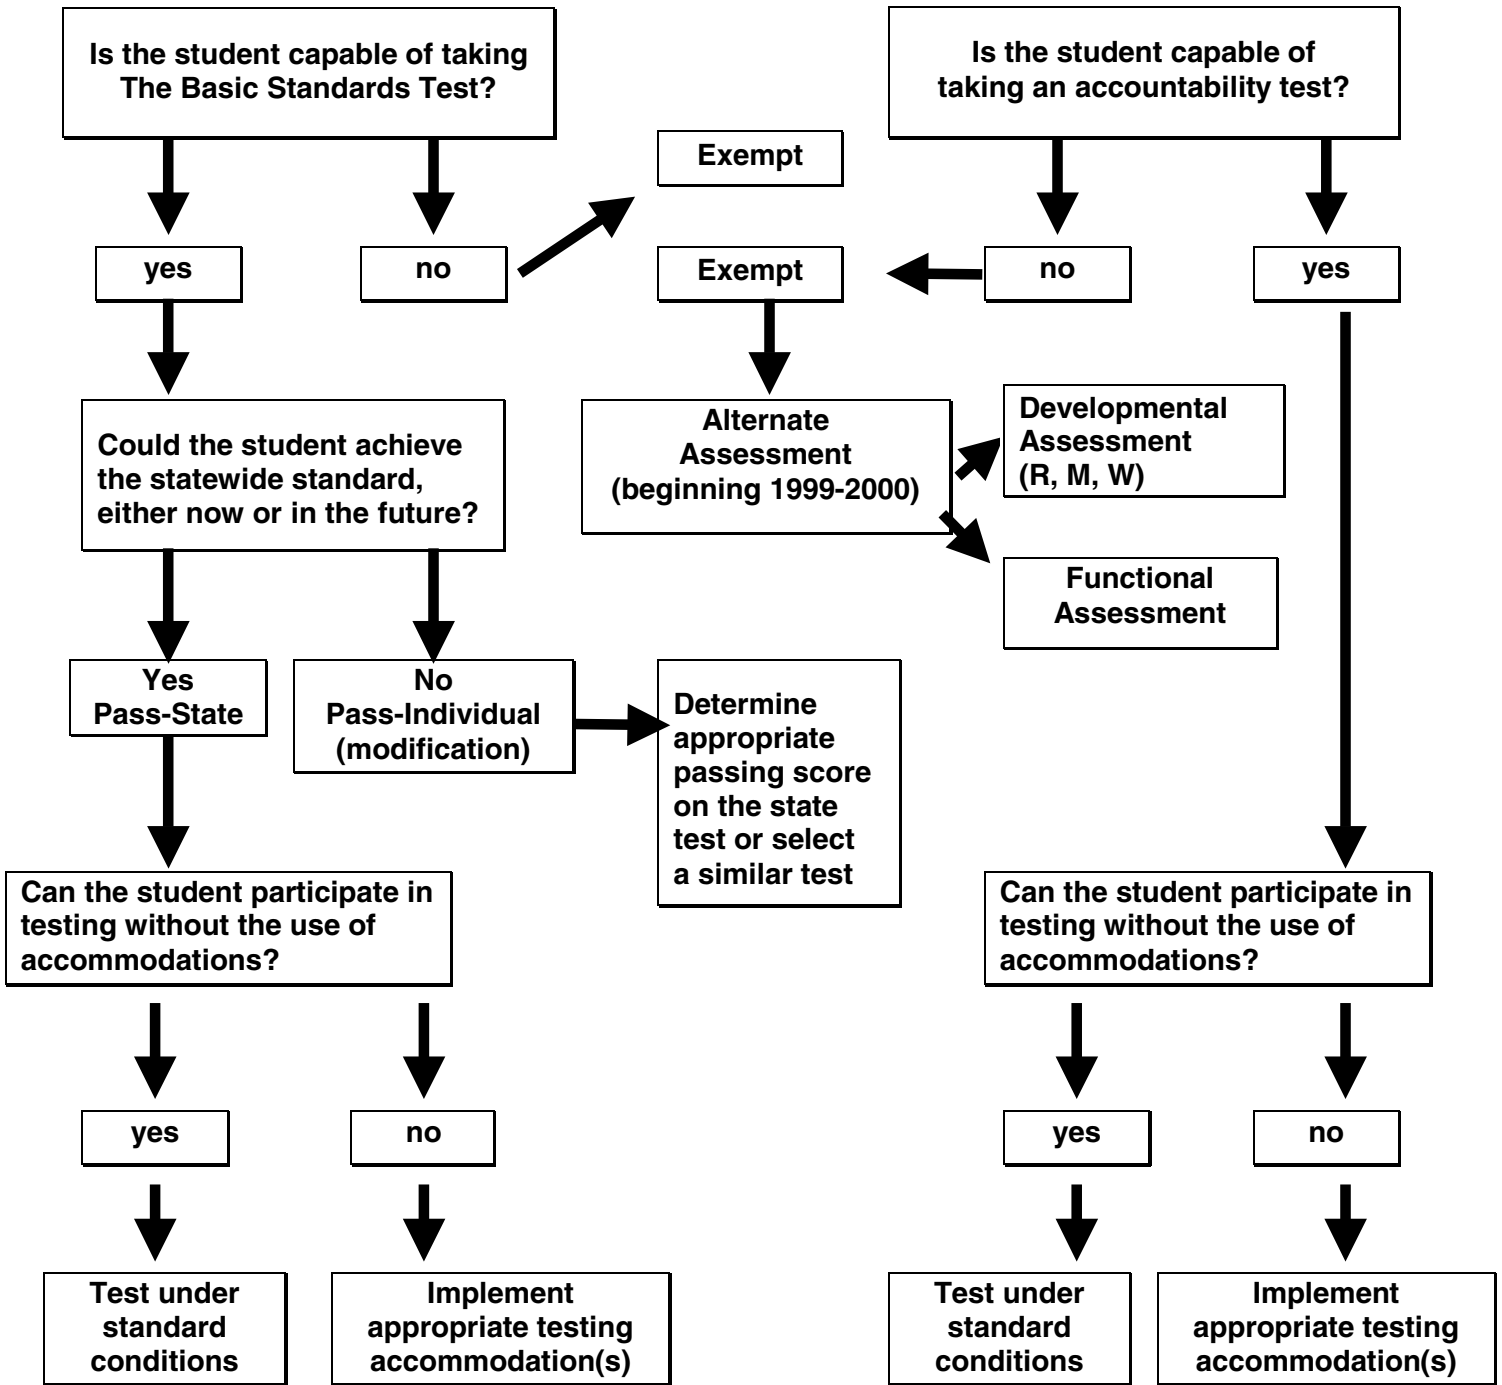 Is the student capable of taking
The Basic Standards Test?
Is the student capable of
taking an accountability test?
Exempt
yes
no
Exempt
no
yes
Could the student achieve
the statewide standard,
either now or in the future?
Alternate
Assessment
(beginning 1999-2000)
Developmental
Assessment
(R, M, W)
Functional
Assessment
Yes
Pass-State
No
Pass-Individual
(modification)
Determine
appropriate
passing score
on the state
test or select
a similar test
Can the student participate in
testing without the use of
accommodations?
Can the student participate in
testing without the use of
accommodations?
yes
no
yes
no
Test under
standard
conditions
Implement
appropriate testing
accommodation(s)
Test under
standard
conditions
Implement
appropriate testing
accommodation(s)